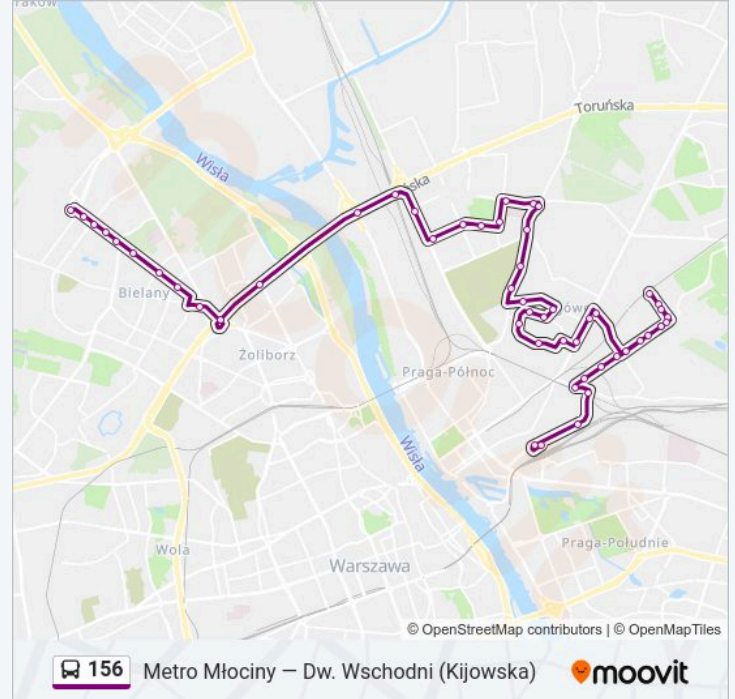 Toruńska
Wisła
ska
Bielany
Żoliborz
Praga-Północ
Wisła
Wola
Praga-Południe
Warszawa
© OpenStreetMap contributors | © OpenMapTiles
156 Metro Młociny — Dw. Wschodni (Kijowska) moovit